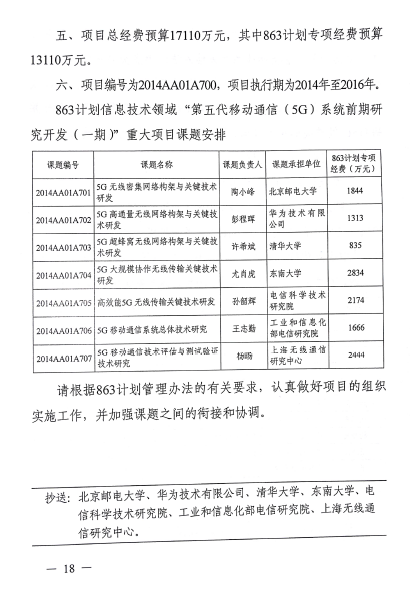 五、项目总经费预算17110万元，其中863计划专项经费预算
13110万元。
六、项目编号为2014AA01A700，项目执行期为2014年至2016年。
863计划信息技术领域“第五代移动通信（5G）系统前期研
究开发（一期）”重大项目课题安排
课题编号 课题名称 课题负责人 课题承担单位 863计划专项
经费（万元）
2014AA01A701 5G无线密集网络构架与关键技术
研发 陶小峰 北京邮电大学 1844
2014AA01A702 5G高通量无线网络构架与关键技
术研发 彭程晖 华为技术有限
公司 1313
2014AA01A703 5G超蜂窝无线网络构架与关键技
术研发 许希斌 清华大学 835
2014AA01A704 5G大规模协作无线传输关键技术
研发 尤肖虎 东南大学 2834
2014AA01A705 高效能5G无线传输关键技术研发 孙韶辉 电信科学技术
研究院 2174
2014AA01A706 5G移动通信系统总体技术研究 王志勤 工业和信息化
部电信研究院 1666
2014AA01A707 5G移动通信技术评估与测试验证
技术研究 杨旸 上海无线通信
研究中心 2444
请根据863计划管理办法的有关要求，认真做好项目的组织
实施工作，并加强课题之间的衔接和协调。
抄送：北京邮电大学、华为技术有限公司、清华大学、东南大学、电
信科学技术研究院、工业和信息化部电信研究院、上海无线通
信研究中心。
— 18 —